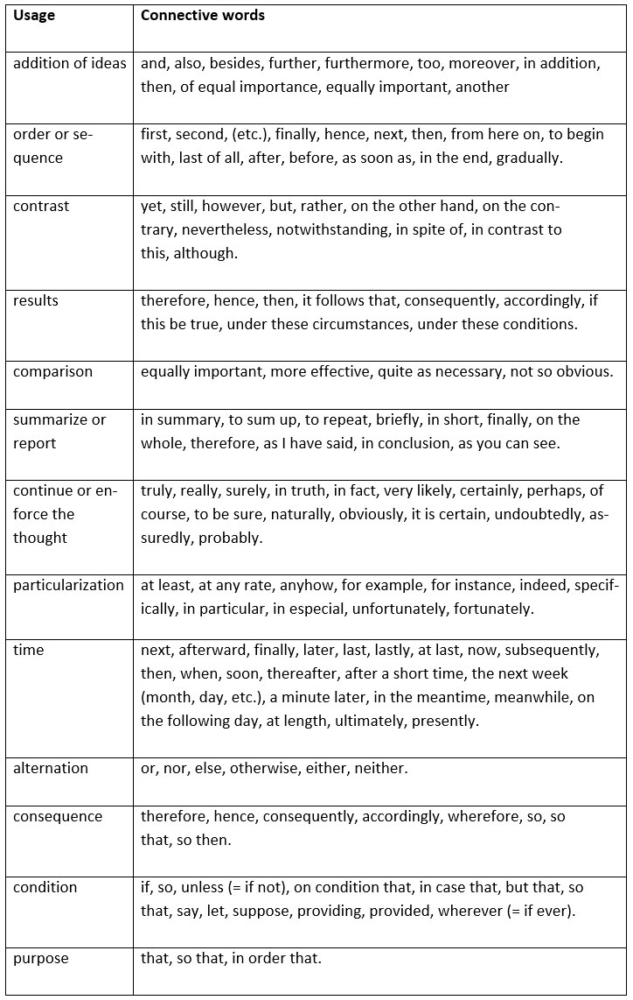 Usage Connective words
addition of ideas and, also, besides, further, furthermore, too, moreover, in addition,
then, of equal importance, equally important, another
order or se- first, second, (etc.), finally, hence, next, then, from here on, to begin
quence with, last of all, after, before, as soon as, in the end, gradually.
contrast yet, still, however, but, rather, on the other hand, on the con-
trary, nevertheless, notwithstanding, in spite of, in contrast to
this, although.
results therefore, hence, then, it follows that, consequently, accordingly, if
this be true, under these circumstances, under these conditions.
comparison equally important, more effective, quite as necessary, not so obvious.
summarize or in summary, to sum up, to repeat, briefly, in short, finally, on the
report whole, therefore, as I have said, in conclusion, as you can see.
continue or en- truly, really, surely, in truth, in fact, very likely, certainly, perhaps, of
force the course, to be sure, naturally, obviously, it is certain, undoubtedly, as-
thought suredly, probably.
particularization at least, at any rate, anyhow, for example, for instance, indeed, specif-
ically, in particular, in especial, unfortunately, fortunately.
time next, afterward, finally, later, last, lastly, at last, now, subsequently,
then, when, soon, thereafter, after a short time, the next week
(month, day, etc.), a minute later, in the meantime, meanwhile, on
the following day, at length, ultimately, presently.
alternation or, nor, else, otherwise, either, neither.
consequence therefore, hence, consequently, accordingly, wherefore, so, so
that, so then.
condition if, so, unless (= if not), on condition that, in case that, but that, so
that, say, let, suppose, providing, provided, wherever (= if ever).
purpose that, so that, in order that.